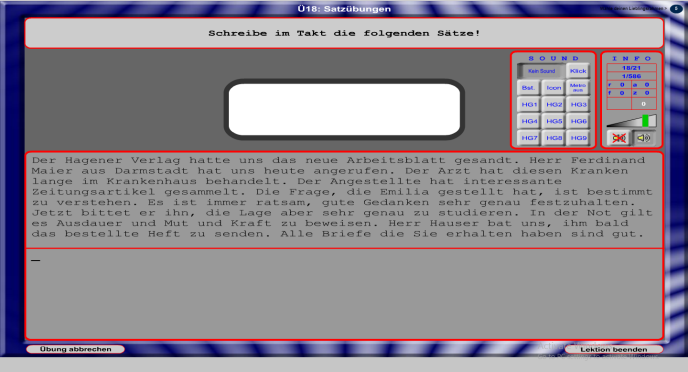 Ü18: Satzübungen
Schreibe im Takt die folgenden Sätze!
S O U N D
Kein Sound Klick
Bst. Icon Metro aus
HG1 HG2 HG3
HG4 HG5 HG6
HG7 HG8 HG9
I N F O
18/21
1/586
r 0 a 0
f 0 z 0
0
Der Hagener Verlag hatte uns das neue Arbeitsblatt gesandt. Herr Ferdinand
Maier aus Darmstadt hat uns heute angerufen. Der Arzt hat diesen Kranken
lange im Krankenhaus behandelt. Der Angestellte hat interessante
Zeitungsartikel gesammelt. Die Frage, die Emilia gestellt hat, ist bestimmt
zu verstehen. Es ist immer ratsam, gute Gedanken sehr genau festzuhalten.
Jetzt bittet er ihn, die Lage aber sehr genau zu studieren. In der Not gilt
es Ausdauer und Mut und Kraft zu beweisen. Herr Hauser bat uns, ihm bald
das bestellte Heft zu senden. Alle Briefe die Sie erhalten haben sind gut.
_
Übung abbrechen
Lektion beenden